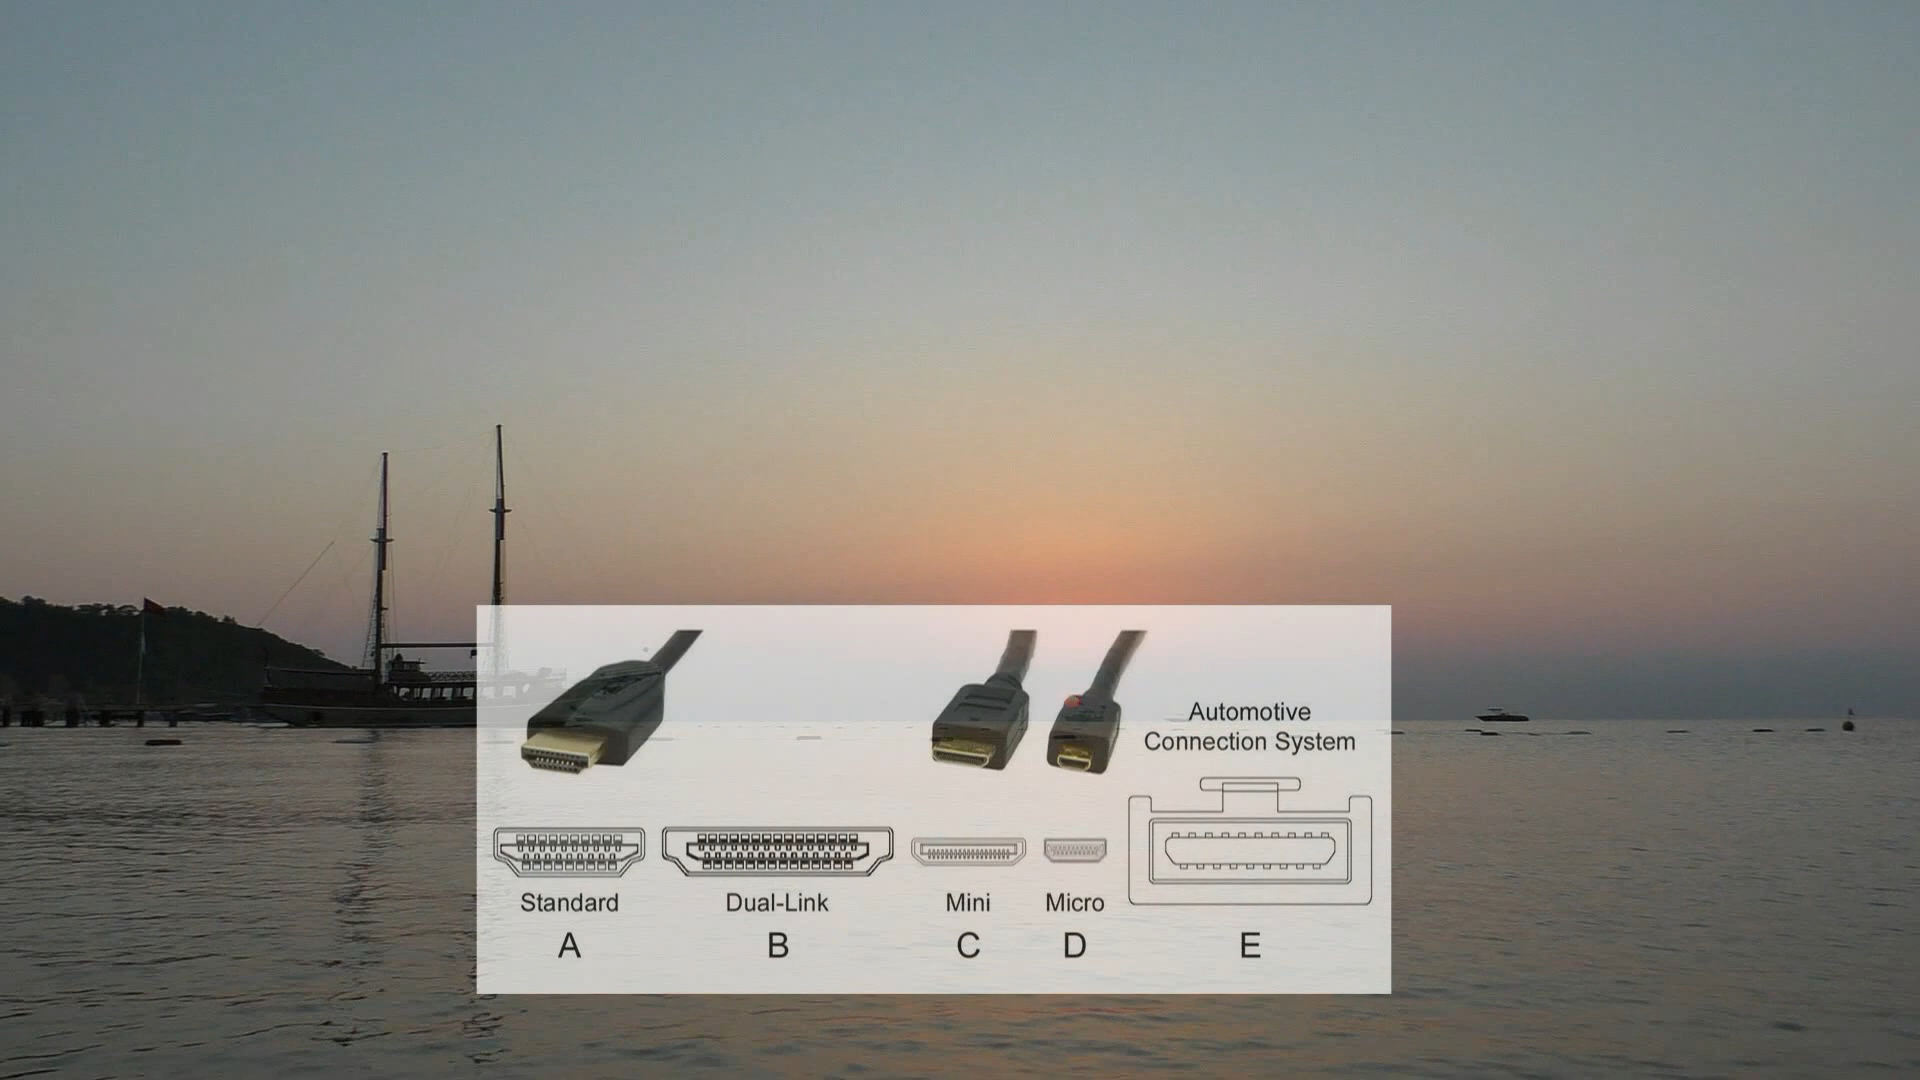 Automotive
Connection System
Standard
Dual-Link
Mini
Micro
A
B
C
D
E